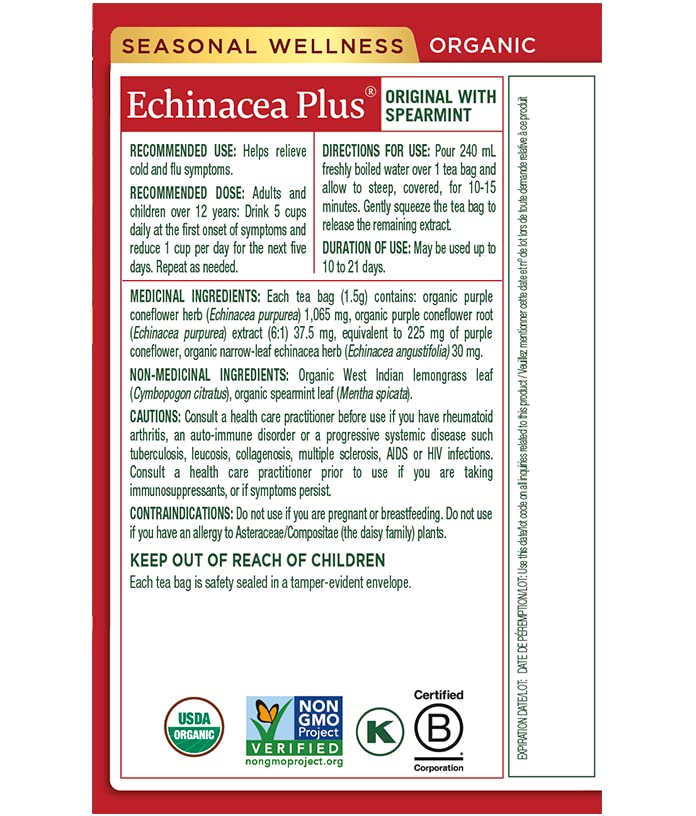 SEASONAL WELLNESS ORGANIC
Echinacea Plus®
ORIGINAL WITH
SPEARMINT
RECOMMENDED USE: Helps relieve
cold and flu symptoms.
RECOMMENDED DOSE: Adults and
children over 12 years: Drink 5 cups
daily at the first onset of symptoms and
reduce 1 cup per day for the next five
days. Repeat as needed.
DIRECTIONS FOR USE: Pour 240 mL
freshly boiled water over 1 tea bag and
allow to steep, covered, for 10-15
minutes. Gently squeeze the tea bag to
release the remaining extract.
DURATION OF USE: May be used up to
10 to 21 days.
MEDICINAL INGREDIENTS: Each tea bag (1.5g) contains: organic purple
coneflower herb (Echinacea purpurea) 1,065 mg, organic purple coneflower root
(Echinacea purpurea) extract (6:1) 37.5 mg, equivalent to 225 mg of purple
coneflower, organic narrow-leaf echinacea herb (Echinacea angustifolia) 30 mg.
NON-MEDICINAL INGREDIENTS: Organic West Indian lemongrass leaf
(Cymbopogon citratus), organic spearmint leaf (Mentha spicata).
CAUTIONS: Consult a health care practitioner before use if you have rheumatoid
arthritis, an auto-immune disorder or a progressive systemic disease such
tuberculosis, leucosis, collagenosis, multiple sclerosis, AIDS or HIV infections.
Consult a health care practitioner prior to use if you are taking
immunosuppressants, or if symptoms persist.
CONTRAINDICATIONS: Do not use if you are pregnant or breastfeeding. Do not use
if you have an allergy to Asteraceae/Compositae (the daisy family) plants.
KEEP OUT OF REACH OF CHILDREN
Each tea bag is safety sealed in a tamper-evident envelope.
USDA
ORGANIC
NON
GMO
Project
VERIFIED
nongmoproject.org
K
Certified
B
Corporation
EXPIRATION DATE/LOT: DATE DE PÉREMPTION/LOT: Use this date/lot code on all inquiries related to this product / Veuillez mentionner cette date et nº de lot lors de toute demande relative à ce produit